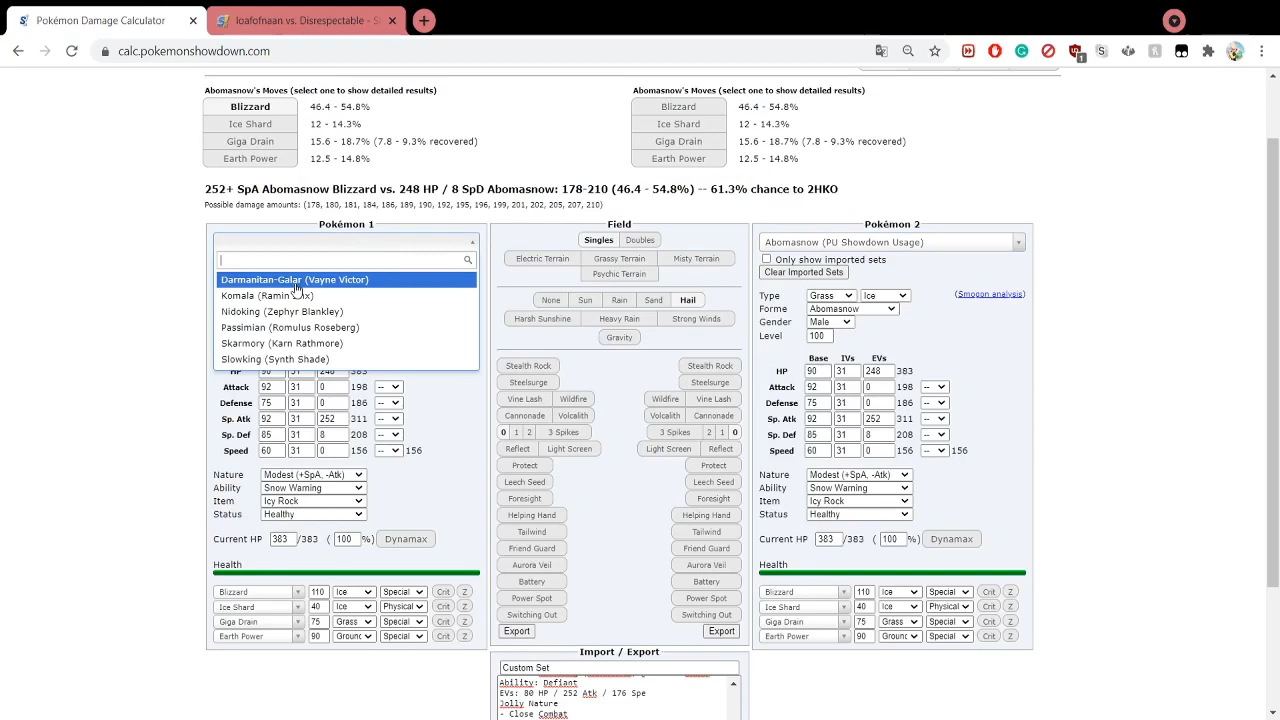 Pokémon Damage Calculator
loafofnaan vs. Disrespectable - S
calc.pokemonshowdown.com
Abomasnow's Moves (select one to show detailed results)
Abomasnow's Moves (select one to show detailed results)
Blizzard 46.4 - 54.8%
Blizzard 46.4 - 54.8%
Ice Shard 12 - 14.3%
Ice Shard 12 - 14.3%
Giga Drain 15.6 - 18.7% (7.8 - 9.3% recovered)
Giga Drain 15.6 - 18.7% (7.8 - 9.3% recovered)
Earth Power 12.5 - 14.8%
Earth Power 12.5 - 14.8%
252+ SpA Abomasnow Blizzard vs. 248 HP / 8 SpD Abomasnow: 178-210 (46.4 - 54.8%) -- 61.3% chance to 2HKO
Possible damage amounts: (178, 180, 181, 184, 186, 189, 190, 192, 195, 196, 199, 201, 202, 205, 207, 210)
Pokémon 1
Darmanitan-Galar (Vayne Victor)
Komala (Ramin
Nidoking (Zephyr Blankley)
Passimian (Romulus Roseberg)
Skarmory (Karn Rathmore)
Slowking (Synth Shade)
HP 90 31 248 383
Attack 92 31 0 198 --
Defense 75 31 0 186 --
Sp. Atk 92 31 252 311 --
Sp. Def 85 31 8 208 --
Speed 60 31 0 156 -- 156
Nature Modest (+SpA, -Atk)
Ability Snow Warning
Item Icy Rock
Status Healthy
Current HP 383 /383 ( 100 %) Dynamax
Health
Blizzard 110 Ice Special Crit Z
Ice Shard 40 Ice Physical Crit Z
Giga Drain 75 Grass Special Crit Z
Earth Power 90 Ground Special Crit Z
Field
Singles Doubles
Electric Terrain Grassy Terrain Misty Terrain
Psychic Terrain
None Sun Rain Sand Hail
Harsh Sunshine Heavy Rain Strong Winds
Gravity
Stealth Rock Stealth Rock
Steelsurge Steelsurge
Vine Lash Wildfire Wildfire Vine Lash
Cannonade Volcalith Volcalith Cannonade
0 1 2 3 Spikes 3 Spikes 2 1 0
Reflect Light Screen Light Screen Reflect
Protect Protect
Leech Seed Leech Seed
Foresight Foresight
Helping Hand Helping Hand
Tailwind Tailwind
Friend Guard Friend Guard
Aurora Veil Aurora Veil
Battery Battery
Power Spot Power Spot
Switching Out Switching Out
Export Export
Import / Export
Custom Set
Ability: Defiant
EVs: 80 HP / 252 Atk / 176 Spe
Jolly Nature
- Close Combat
Pokémon 2
Abomasnow (PU Showdown Usage)
Only show imported sets
Clear Imported Sets
Type Grass Ice (Smogon analysis)
Forme Abomasnow
Gender Male
Level 100
Base IVs EVs
HP 90 31 248 383
Attack 92 31 0 198 --
Defense 75 31 0 186 --
Sp. Atk 92 31 252 311 --
Sp. Def 85 31 8 208 --
Speed 60 31 0 156 -- 156
Nature Modest (+SpA, -Atk)
Ability Snow Warning
Item Icy Rock
Status Healthy
Current HP 383 /383 ( 100 %) Dynamax
Health
Blizzard 110 Ice Special Crit Z
Ice Shard 40 Ice Physical Crit Z
Giga Drain 75 Grass Special Crit Z
Earth Power 90 Ground Special Crit Z